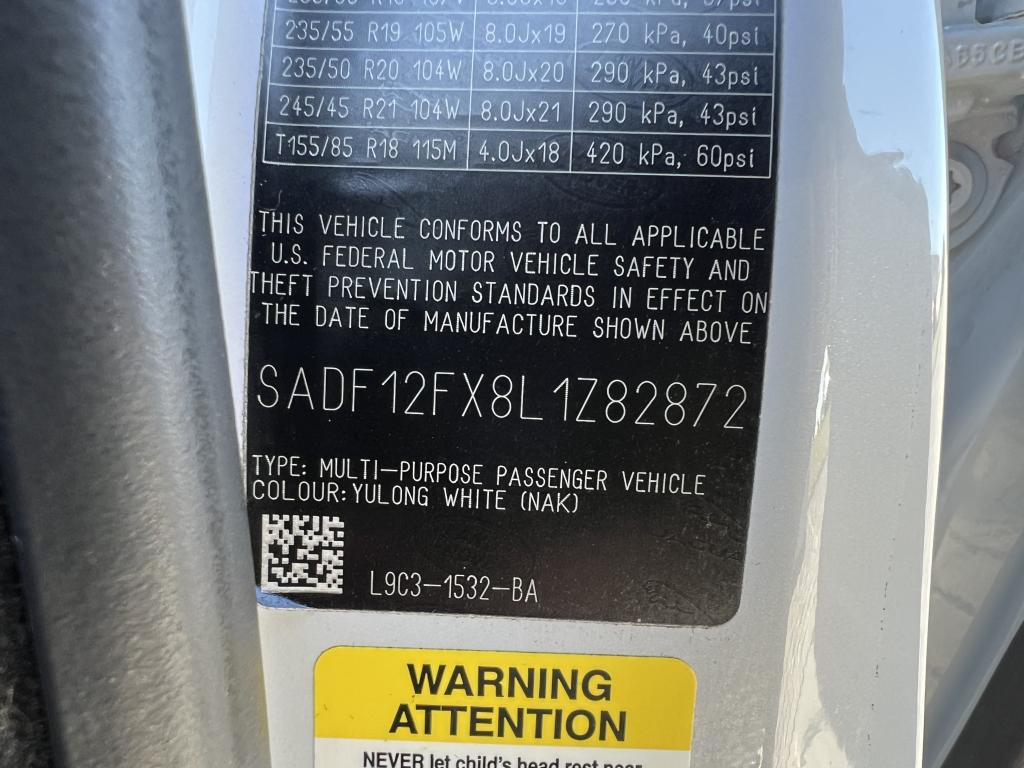 235/55 R19 105W 8.0Jx19 270 kPa, 40psi
235/50 R20 104W 8.0Jx20 290 kPa, 43psi
245/45 R21 104W 8.0Jx21 290 kPa, 43psi
T155/85 R18 115M 4.0Jx18 420 kPa, 60psi
THIS VEHICLE CONFORMS TO ALL APPLICABLE
U.S. FEDERAL MOTOR VEHICLE SAFETY AND
THEFT PREVENTION STANDARDS IN EFFECT ON
THE DATE OF MANUFACTURE SHOWN ABOVE
SADF12FX8L1Z82872
TYPE: MULTI-PURPOSE PASSENGER VEHICLE
COLOUR: YULONG WHITE (NAK)
L9C3-1532-BA
WARNING
ATTENTION
NEVER let child's head rest near